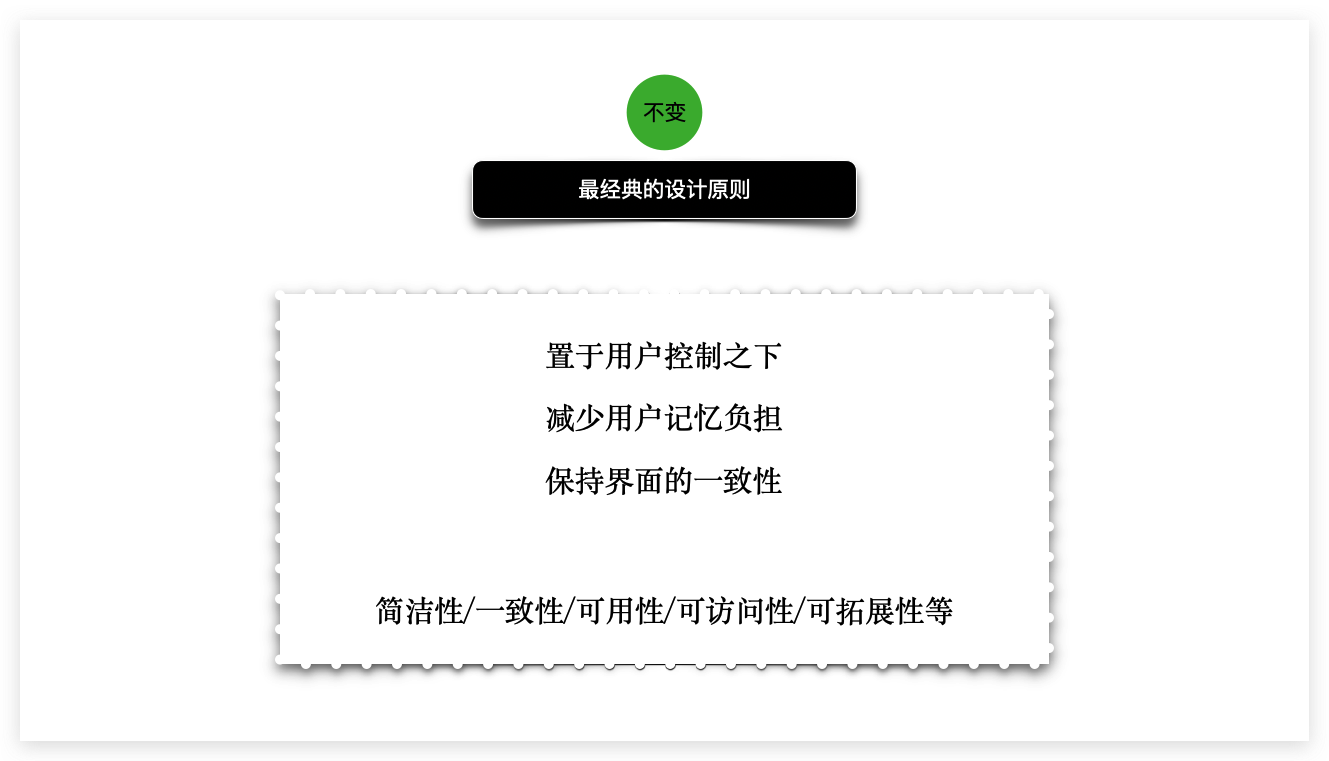 不变
最经典的设计原则
置于用户控制之下
减少用户记忆负担
保持界面的一致性
简洁性/一致性/可用性/可访问性/可拓展性等